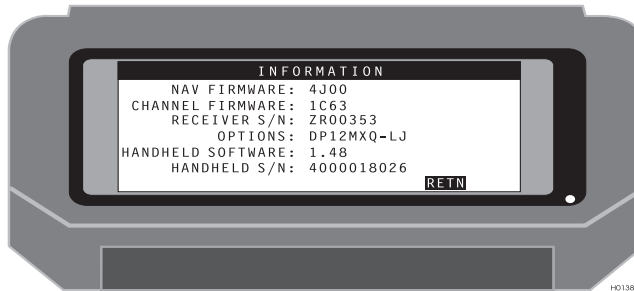 INFORMATION
NAV FIRMWARE: 4J00
CHANNEL FIRMWARE: 1C63
RECEIVER S/N: ZR00353
OPTIONS: DP12MXQ-LJ
HANDHELD SOFTWARE: 1.48
HANDHELD S/N: 4000018026
RETN
H0138